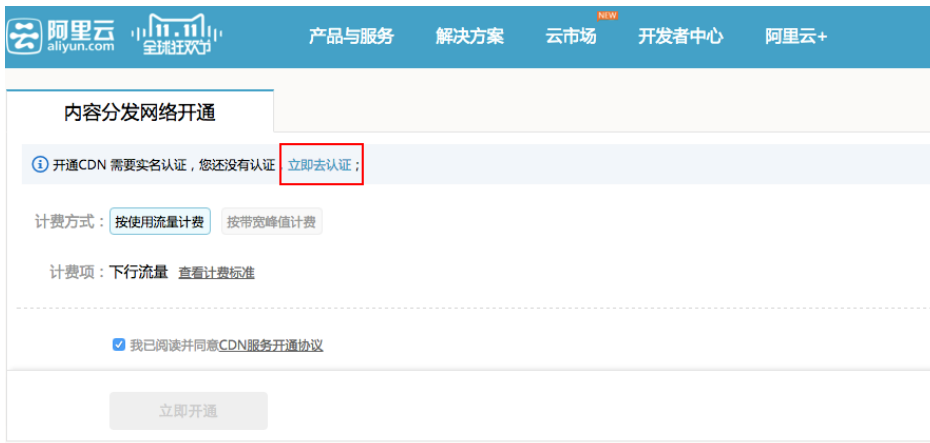 NEW
阿里云 aliyun.com 11.11 全球狂欢节 产品与服务 解决方案 云市场 开发者中心 阿里云+
内容分发网络开通
开通CDN 需要实名认证，您还没有认证，立即去认证；
计费方式： 按使用流量计费 按带宽峰值计费
计费项： 下行流量 查看计费标准
我已阅读并同意CDN服务开通协议
立即开通